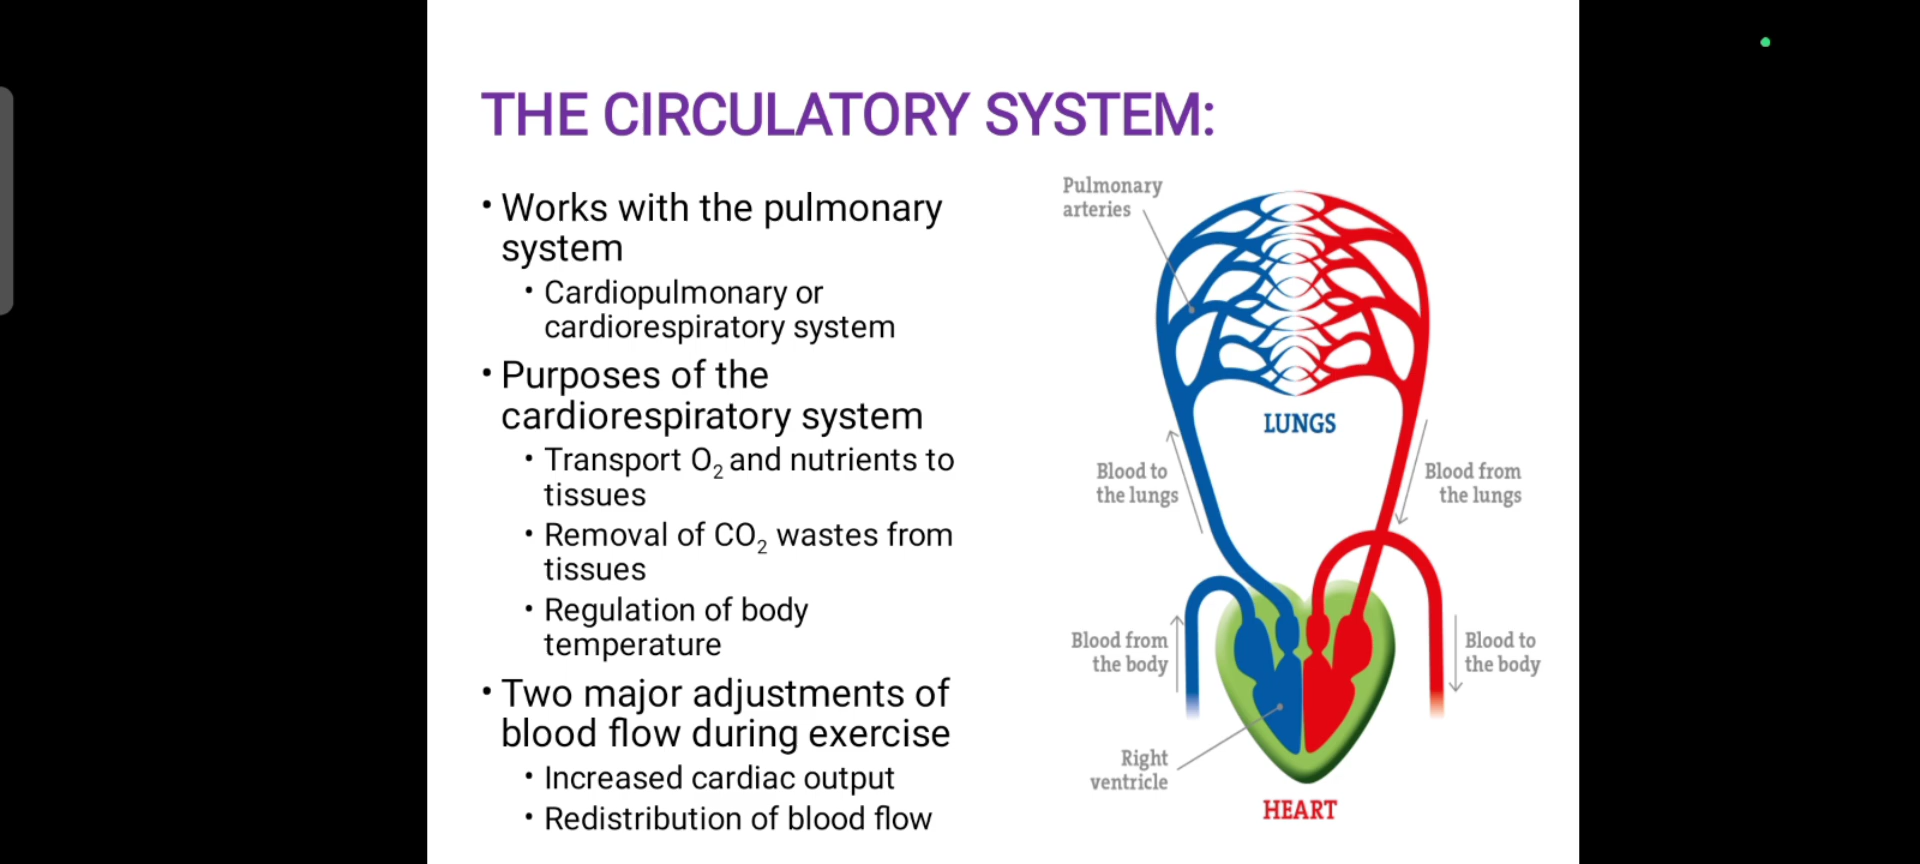 THE CIRCULATORY SYSTEM:
• Works with the pulmonary
system
• Cardiopulmonary or
cardiorespiratory system
• Purposes of the
cardiorespiratory system
• Transport O₂ and nutrients to
tissues
• Removal of CO₂ wastes from
tissues
• Regulation of body
temperature
• Two major adjustments of
blood flow during exercise
• Increased cardiac output
• Redistribution of blood flow
Pulmonary
arteries
LUNGS
Blood to
the lungs
Blood from
the lungs
Blood from
the body
Blood to
the body
Right
ventricle
HEART